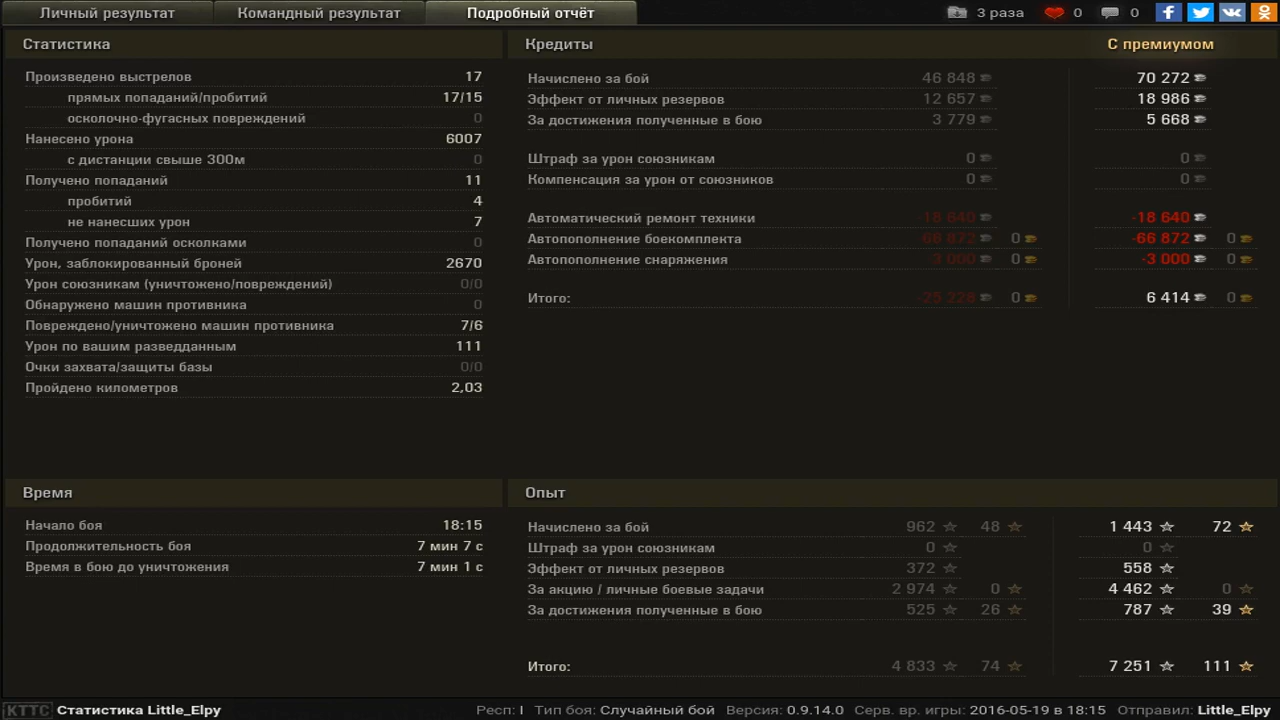 Личный результат Командный результат Подробный отчёт 3 раза 0 0
Статистика
Произведено выстрелов 17
прямых попаданий/пробитий 17/15
осколочно-фугасных повреждений 0
Нанесено урона 6007
с дистанции свыше 300м 0
Получено попаданий 11
пробитий 4
не нанесших урон 7
Получено попаданий осколками 0
Урон, заблокированный броней 2670
Урон союзникам (уничтожено/повреждений) 0/0
Обнаружено машин противника 0
Повреждено/уничтожено машин противника 7/6
Урон по вашим разведданным 111
Очки захвата/защиты базы 0/0
Пройдено километров 2,03
Кредиты С премиумом
Начислено за бой 46 848 70 272
Эффект от личных резервов 12 657 18 986
За достижения полученные в бою 3 779 5 668
Штраф за урон союзникам 0 0
Компенсация за урон от союзников 0 0
Автоматический ремонт техники -18 640 -18 640
Автопополнение боекомплекта -66 872 0 -66 872 0
Автопополнение снаряжения -3 000 0 -3 000 0
Итого: -25 228 0 6 414 0
Время
Начало боя 18:15
Продолжительность боя 7 мин 7 с
Время в бою до уничтожения 7 мин 1 с
Опыт
Начислено за бой 962 48 1 443 72
Штраф за урон союзникам 0 0
Эффект от личных резервов 372 558
За акцию / личные боевые задачи 2 974 0 4 462 0
За достижения полученные в бою 525 26 787 39
Итого: 4 833 74 7 251 111
КТТС Статистика Little_Elpy Респ: I Тип боя: Случайный бой Версия: 0.9.14.0 Серв. вр. игры: 2016-05-19 в 18:15 Отправил: Little_Elpy